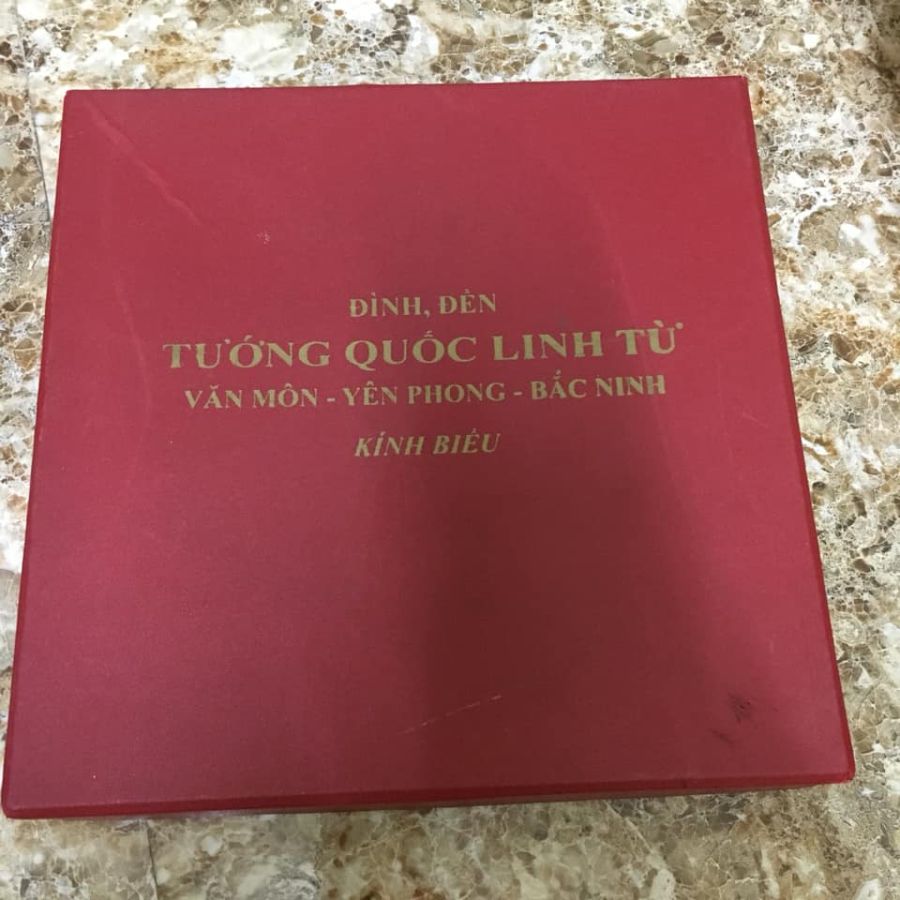 ĐÌNH, ĐỀN
TƯỚNG QUỐC LINH TỪ
VĂN MÔN - YÊN PHONG - BẮC NINH
KÍNH BIẾU